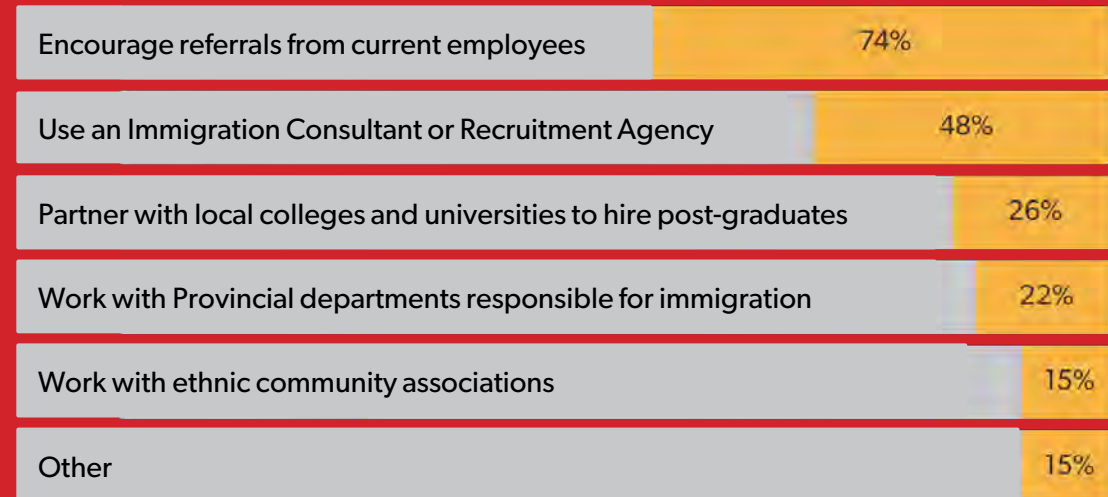 Encourage referrals from current employees 74%
Use an Immigration Consultant or Recruitment Agency 48%
Partner with local colleges and universities to hire post-graduates 26%
Work with Provincial departments responsible for immigration 22%
Work with ethnic community associations 15%
Other 15%